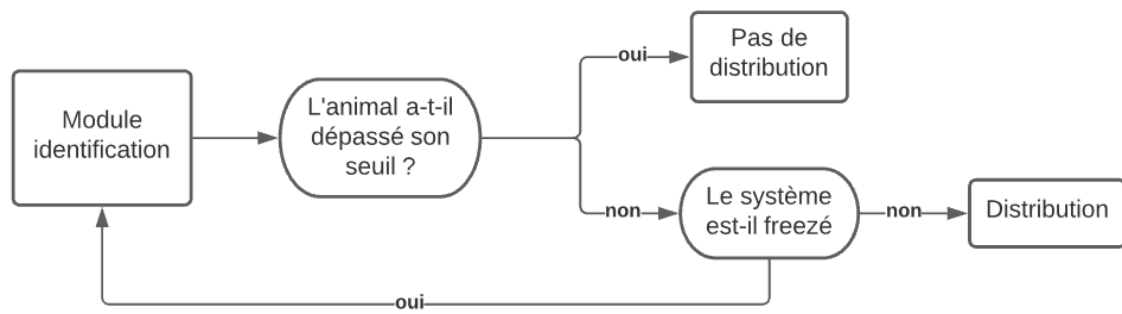 Module
identification
L'animal a-t-il
dépassé son
seuil ?
oui
Pas de
distribution
non
Le système
est-il freezé
non
Distribution
oui